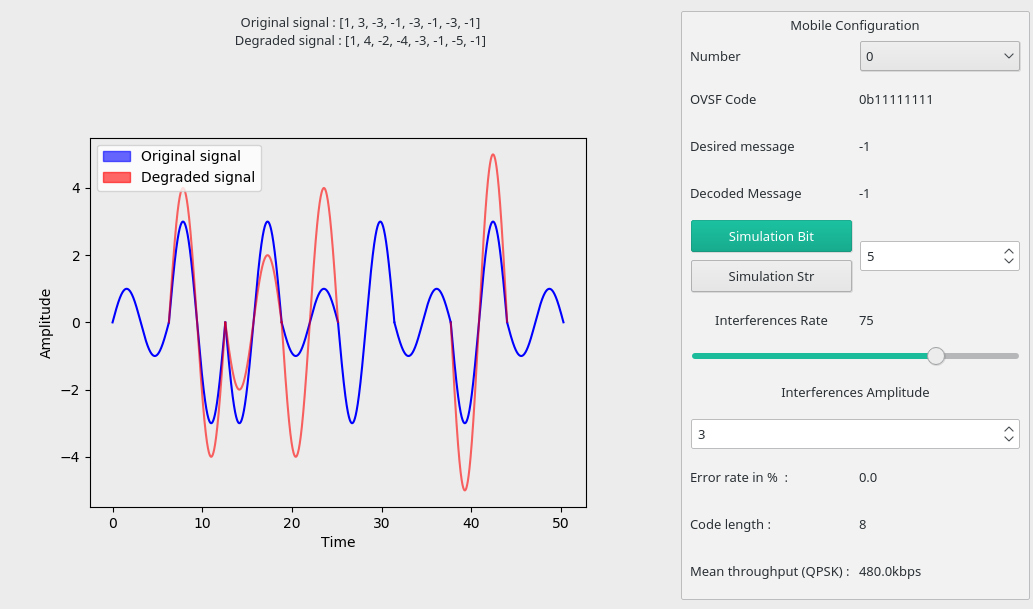 Original signal : [1, 3, -3, -1, -3, -1, -3, -1]
Degraded signal : [1, 4, -2, -4, -3, -1, -5, -1]
Original signal
Degraded signal
4
2
0
−2
−4
Amplitude
0
10
20
30
40
50
Time
Mobile Configuration
Number 0
OVSF Code 0b11111111
Desired message -1
Decoded Message -1
Simulation Bit
5
Simulation Str
Interferences Rate 75
Interferences Amplitude
3
Error rate in % : 0.0
Code length : 8
Mean throughput (QPSK) : 480.0kbps